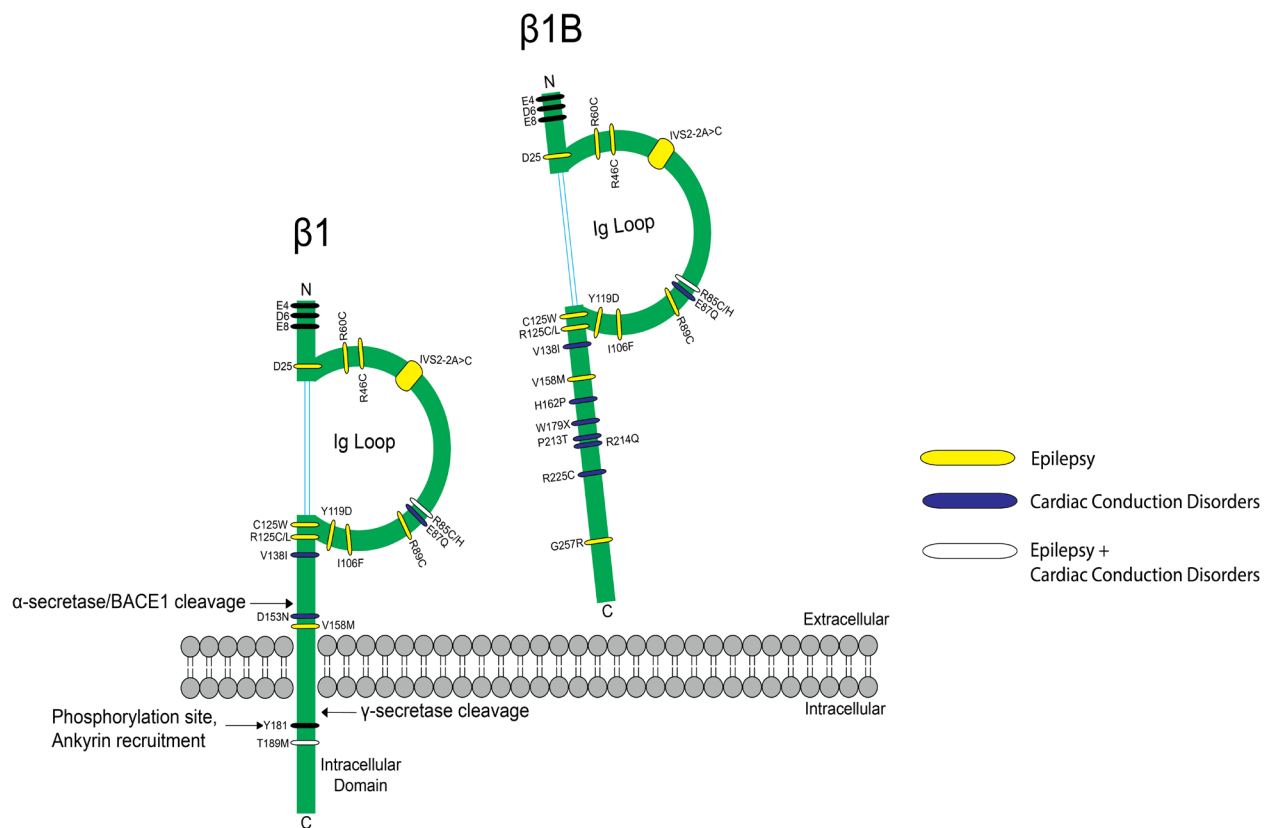 β1B
N
E4
D6
E8
D25
R60C
R46C
IVS2-2A>C
Ig Loop
R85C/H
E87Q
R89C
Y119D
I106F
C125W
R125C/L
V138I
V158M
H162P
W179X
P213T
R214Q
R225C
G257R
C
β1
N
E4
D6
E8
D25
R60C
R46C
IVS2-2A>C
Ig Loop
R85C/H
E87Q
R89C
Y119D
I106F
C125W
R125C/L
V138I
α-secretase/BACE1 cleavage
D153N
V158M
Extracellular
Intracellular
γ-secretase cleavage
Phosphorylation site,
Ankyrin recruitment
Y181
T189M
Intracellular
Domain
C
Epilepsy
Cardiac Conduction Disorders
Epilepsy +
Cardiac Conduction Disorders